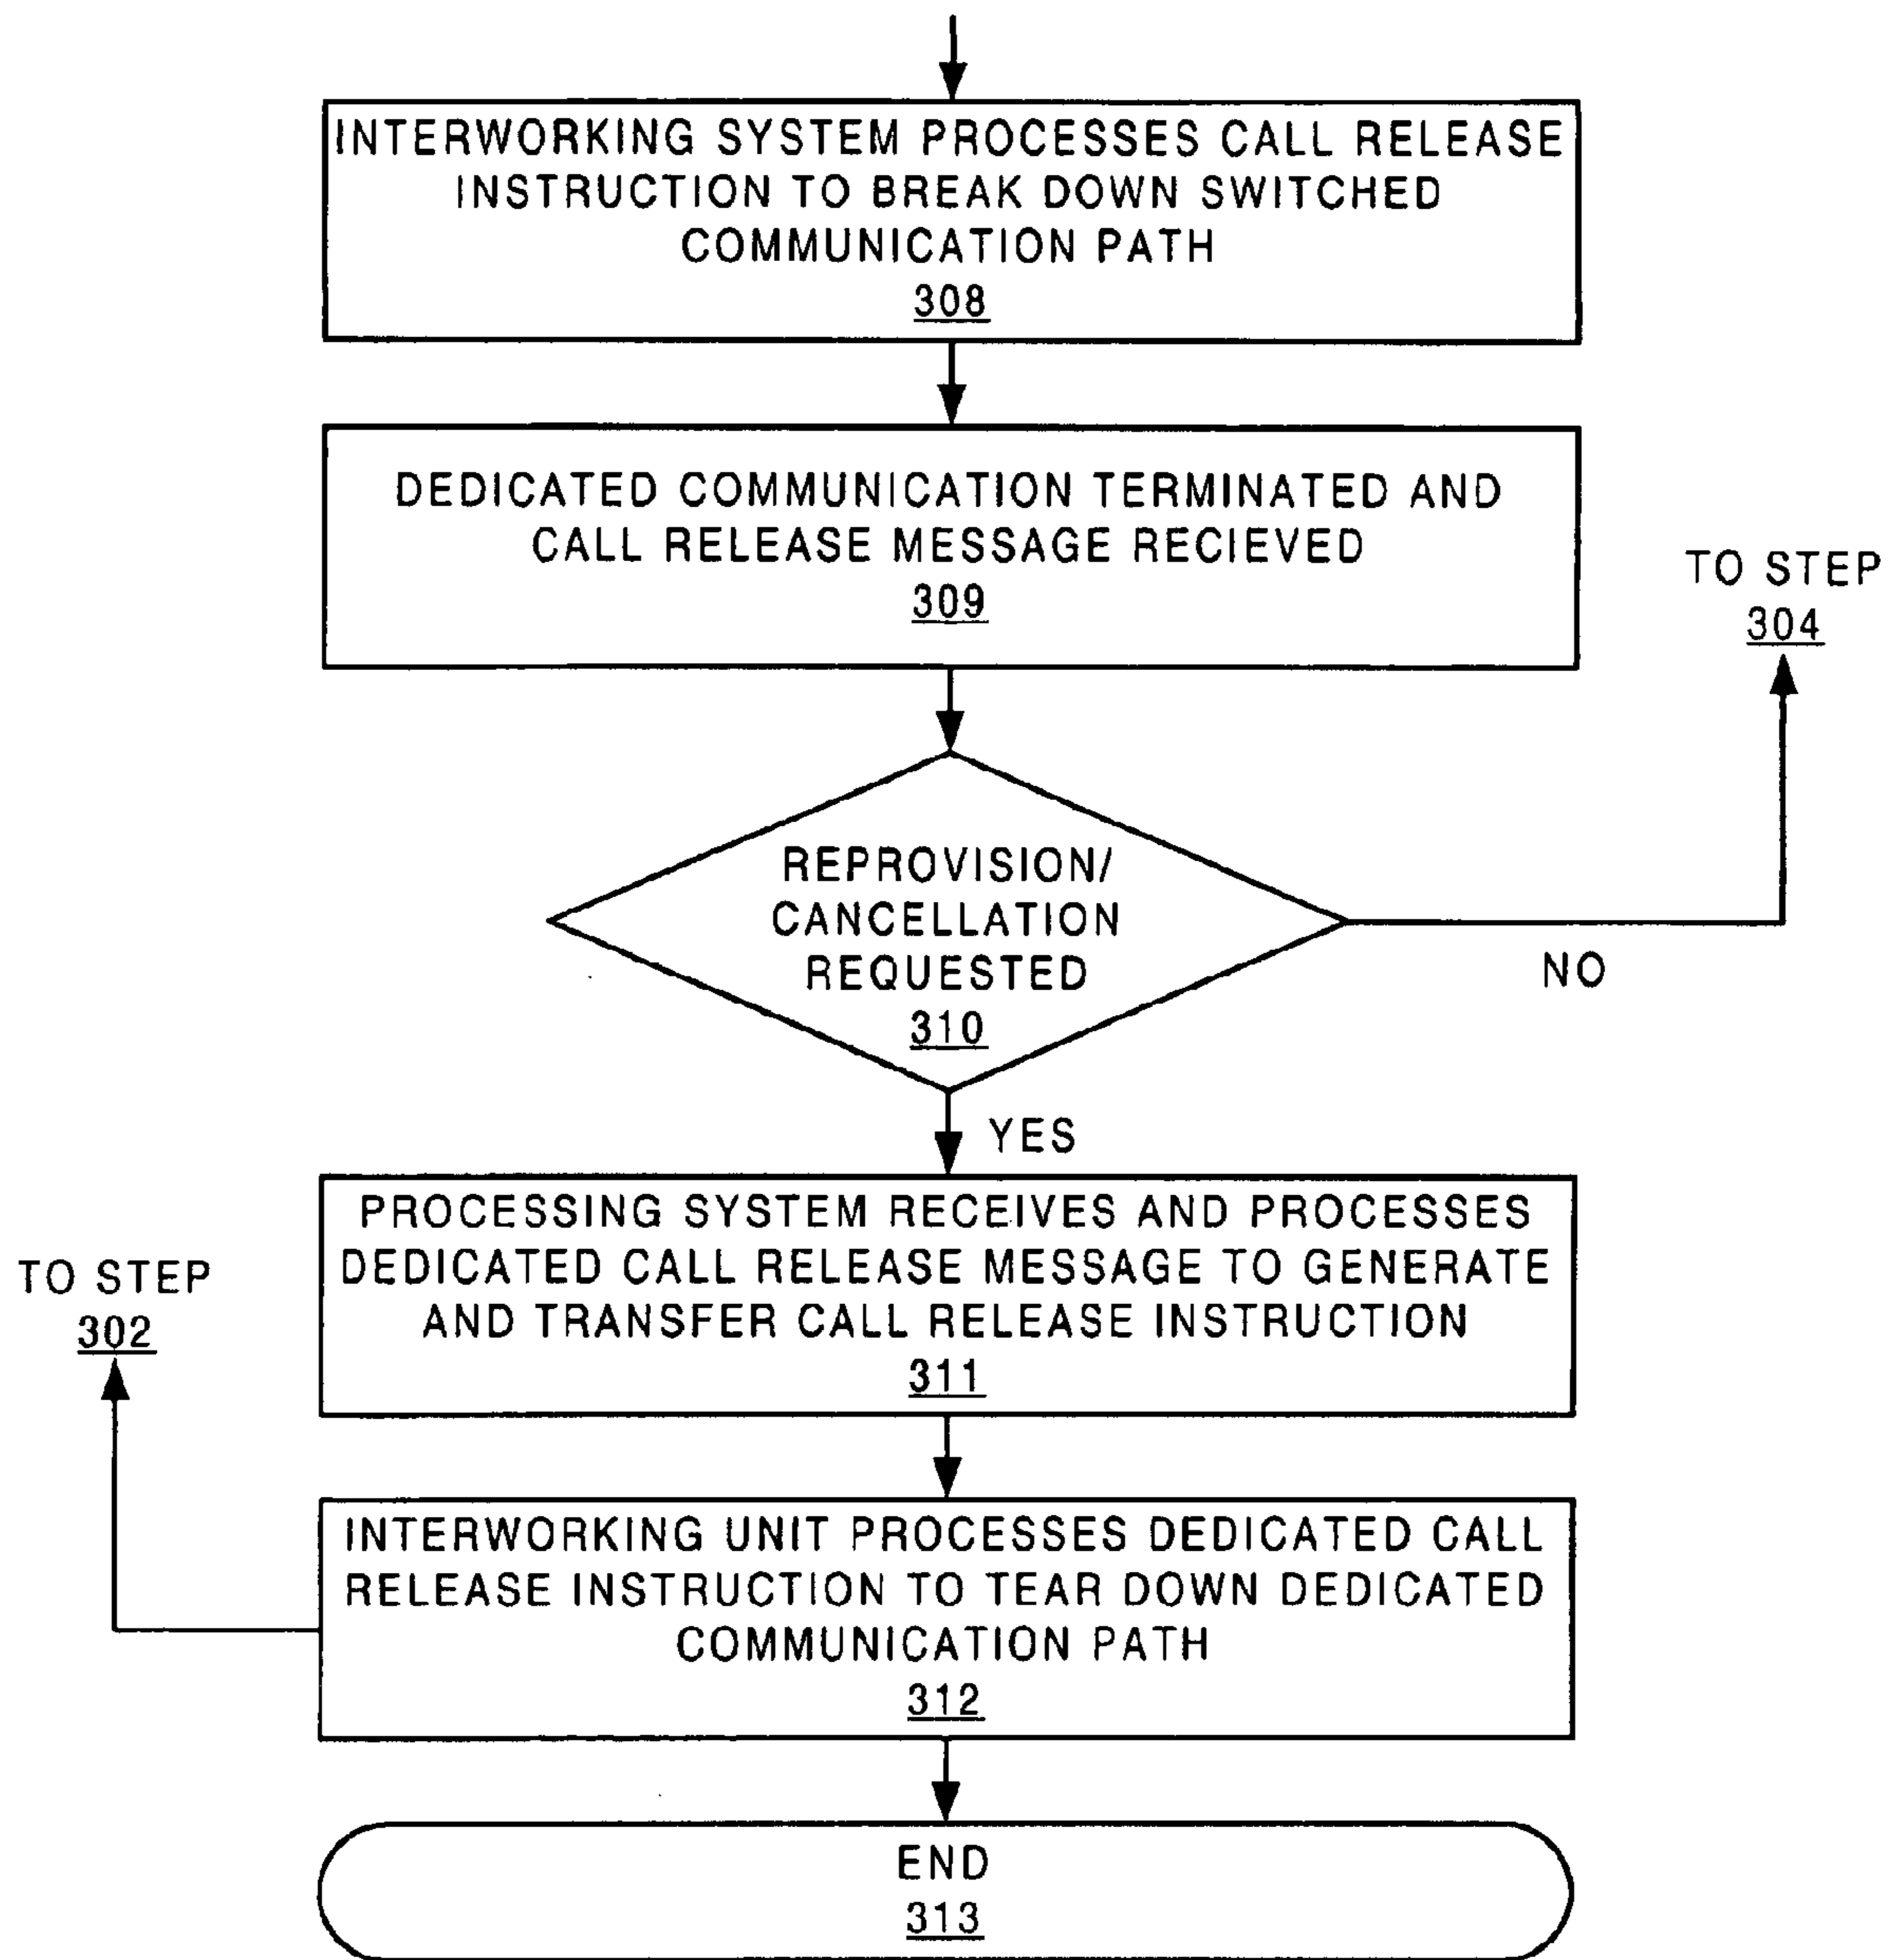 INTERWORKING SYSTEM PROCESSES CALL RELEASE
INSTRUCTION TO BREAK DOWN SWITCHED
COMMUNICATION PATH
308
DEDICATED COMMUNICATION TERMINATED AND
CALL RELEASE MESSAGE RECIEVED
309
TO STEP
304
REPROVISION/
CANCELLATION
REQUESTED
310
NO
YES
PROCESSING SYSTEM RECEIVES AND PROCESSES
DEDICATED CALL RELEASE MESSAGE TO GENERATE
AND TRANSFER CALL RELEASE INSTRUCTION
311
TO STEP
302
INTERWORKING UNIT PROCESSES DEDICATED CALL
RELEASE INSTRUCTION TO TEAR DOWN DEDICATED
COMMUNICATION PATH
312
END
313